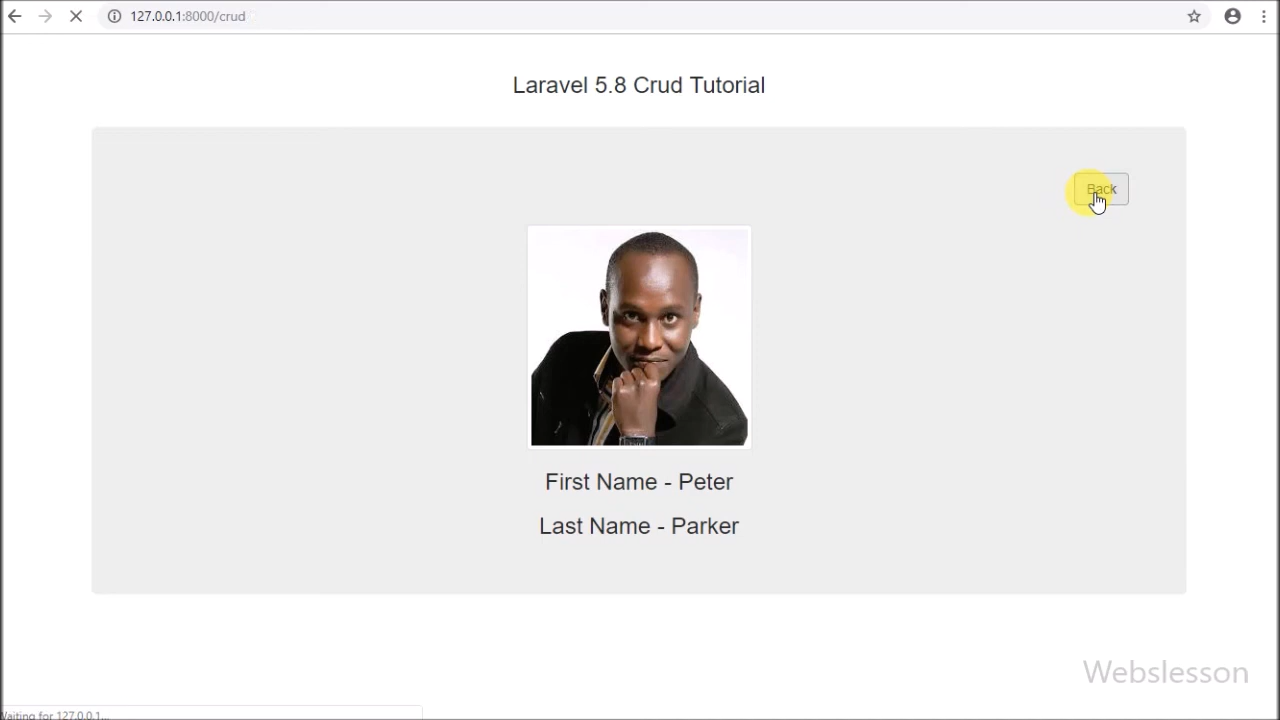 127.0.0.1:8000/crud
Laravel 5.8 Crud Tutorial
Back
First Name - Peter
Last Name - Parker
Webslesson
Waiting for 127.0.0.1...